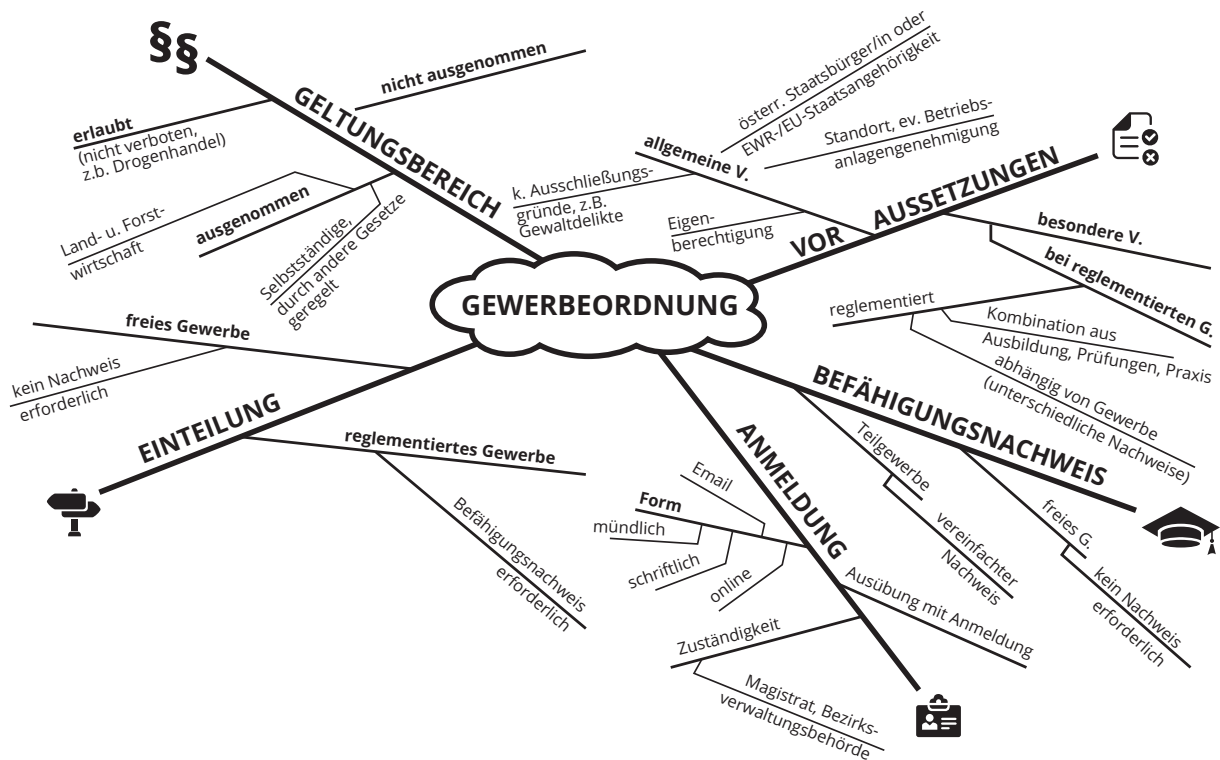 GEWERBEORDNUNG
§§
GELTUNGSBEREICH
nicht ausgenommen
erlaubt
(nicht verboten,
z.b. Drogenhandel)
ausgenommen
Land- u. Forst-
wirtschaft
Selbstständige,
durch andere Gesetze
geregelt
VOR AUSSETZUNGEN
allgemeine V.
österr. Staatsbürger/in oder
EWR-/EU-Staatsangehörigkeit
Standort, ev. Betriebs-
anlagengenehmigung
k. Ausschließungs-
gründe, z.B.
Gewaltdelikte
Eigen-
berechtigung
besondere V.
bei reglementierten G.
reglementiert
Kombination aus
Ausbildung, Prüfungen, Praxis
abhängig von Gewerbe
(unterschiedliche Nachweise)
BEFÄHIGUNGSNACHWEIS
Teilgewerbe
vereinfachter
Nachweis
freies G.
kein Nachweis
erforderlich
ANMELDUNG
Form
Email
mündlich
schriftlich
online
Ausübung mit Anmeldung
Zuständigkeit
Magistrat, Bezirks-
verwaltungsbehörde
EINTEILUNG
freies Gewerbe
kein Nachweis
erforderlich
reglementiertes Gewerbe
Befähigungsnachweis
erforderlich